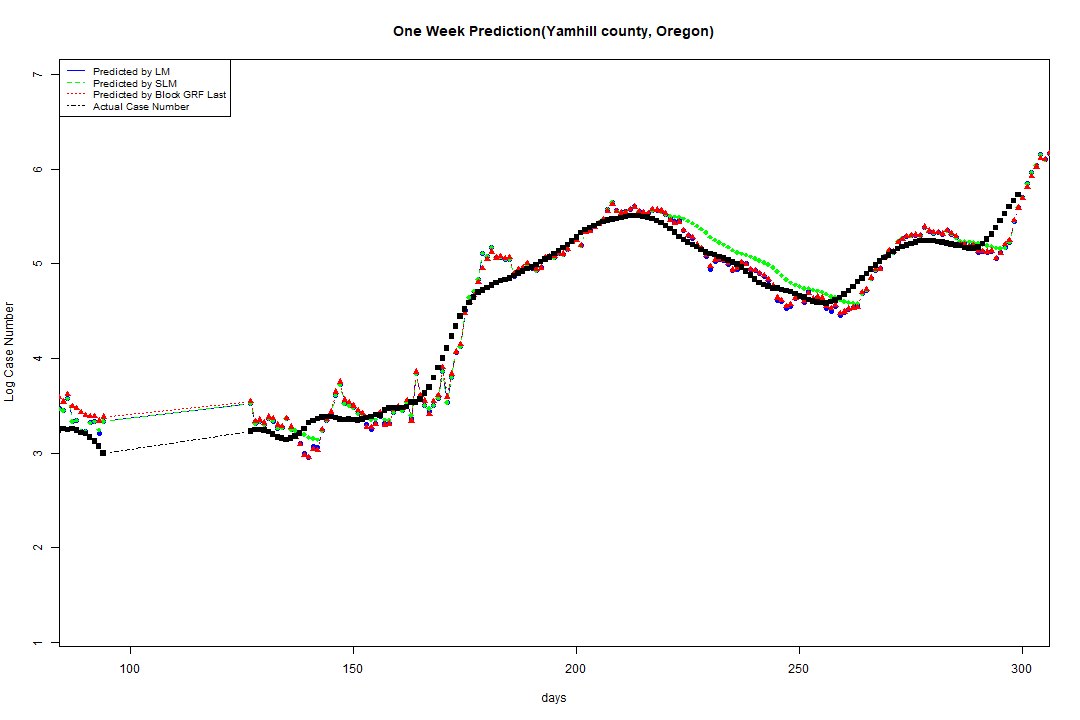 One Week Prediction(Yamhill county, Oregon)
Predicted by LM
Predicted by SLM
Predicted by Block GRF Last
Actual Case Number
7
6
5
4
3
2
1
Log Case Number
100 150 200 250 300
days